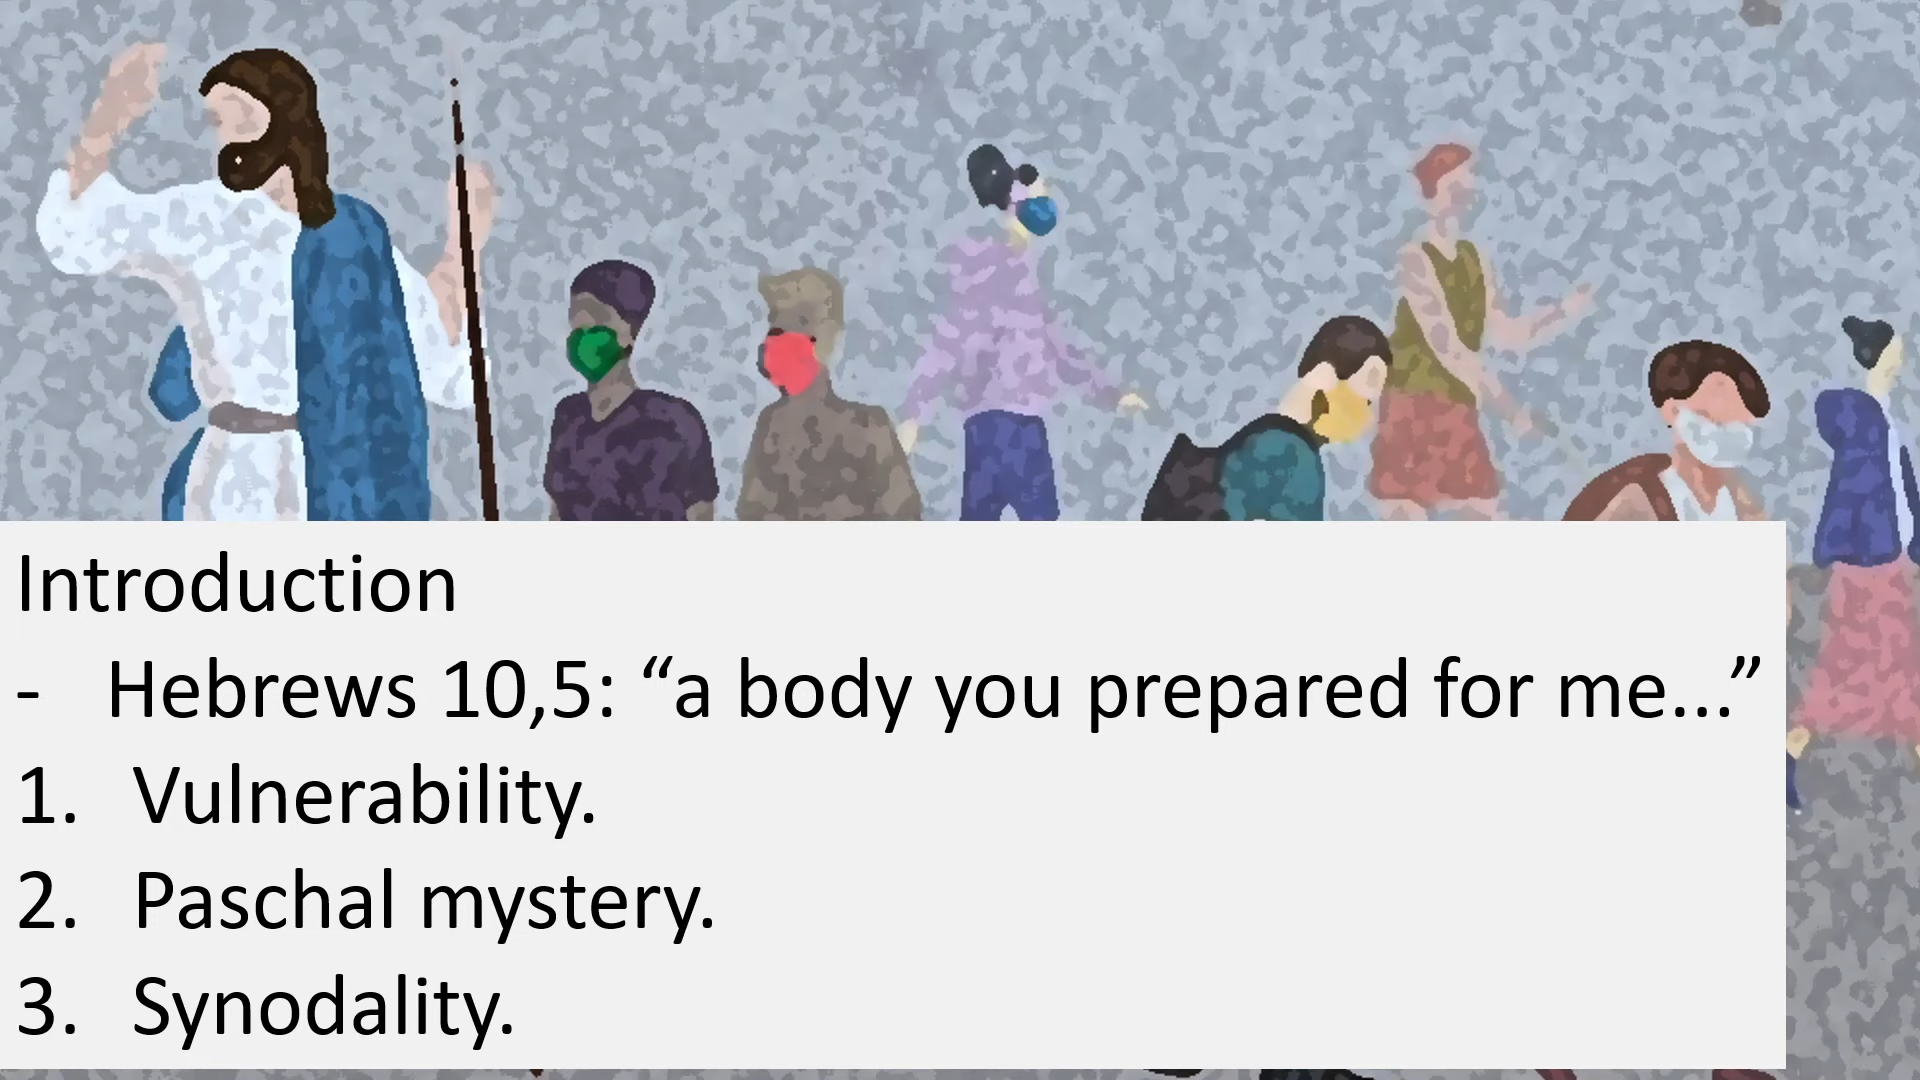 Introduction
- Hebrews 10,5: “a body you prepared for me...”
1. Vulnerability.
2. Paschal mystery.
3. Synodality.